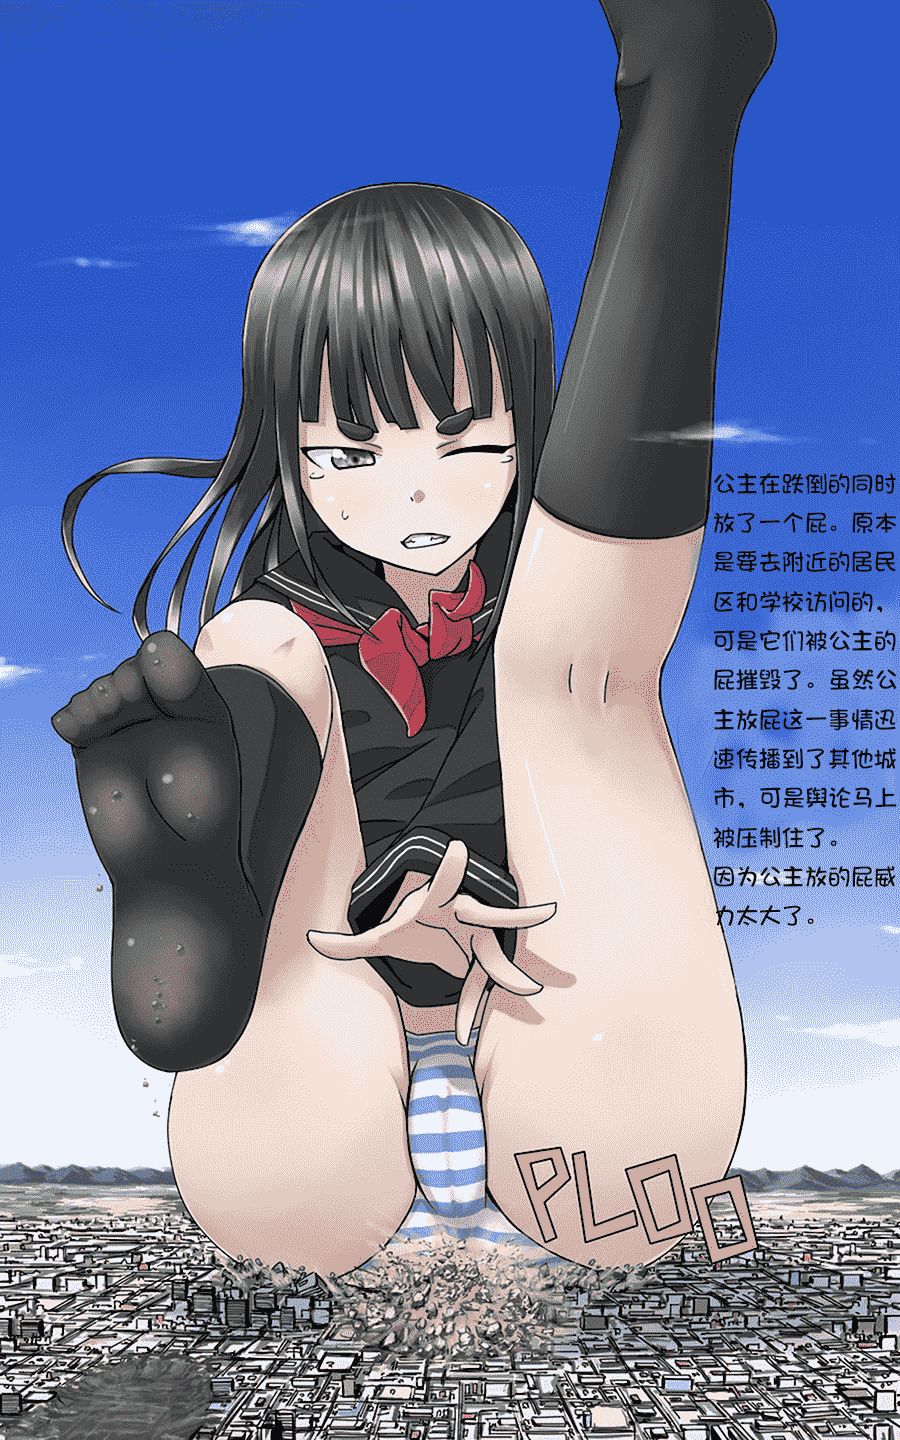 公主在跌倒的同时
放了一个屁。原本
是要去附近的居民
区和学校访问的，
可是它们被公主的
屁摧毁了。虽然公
主放屁这一事情迅
速传播到了其他城
市，可是舆论马上
被压制住了。
因为公主放的屁威
力太大了。
PLOO